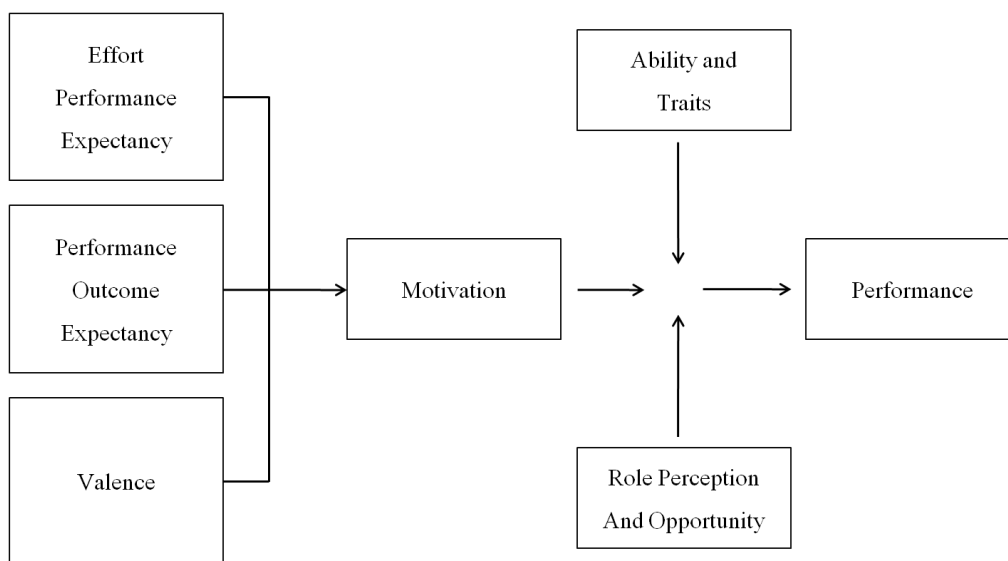 Effort
Performance
Expectancy
Performance
Outcome
Expectancy
Valence
Motivation
Ability and
Traits
Role Perception
And Opportunity
Performance